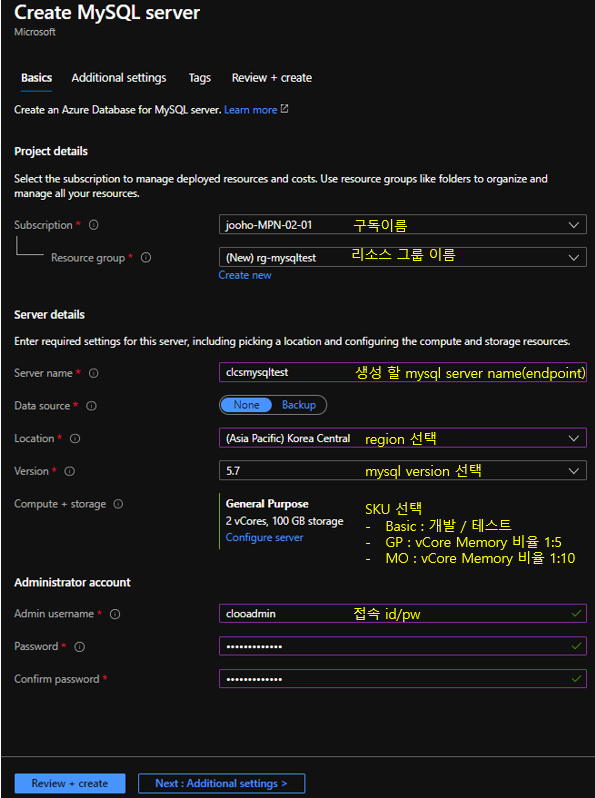 Create MySQL server
Microsoft
Basics Additional settings Tags Review + create
Create an Azure Database for MySQL server. Learn more
Project details
Select the subscription to manage deployed resources and costs. Use resource groups like folders to organize and
manage all your resources.
Subscription * jooho-MPN-02-01 구독이름
Resource group * (New) rg-mysqltest 리소스 그룹 이름
Create new
Server details
Enter required settings for this server, including picking a location and configuring the compute and storage resources.
Server name * clcsmysqltest 생성 할 mysql server name(endpoint)
Data source * None Backup
Location * (Asia Pacific) Korea Central region 선택
Version * 5.7 mysql version 선택
Compute + storage General Purpose SKU 선택
2 vCores, 100 GB storage - Basic : 개발 / 테스트
Configure server - GP : vCore Memory 비율 1:5
- MO : vCore Memory 비율 1:10
Administrator account
Admin username * clooadmin 접속 id/pw
Password * •••••••••••••
Confirm password * •••••••••••••
Review + create Next : Additional settings >